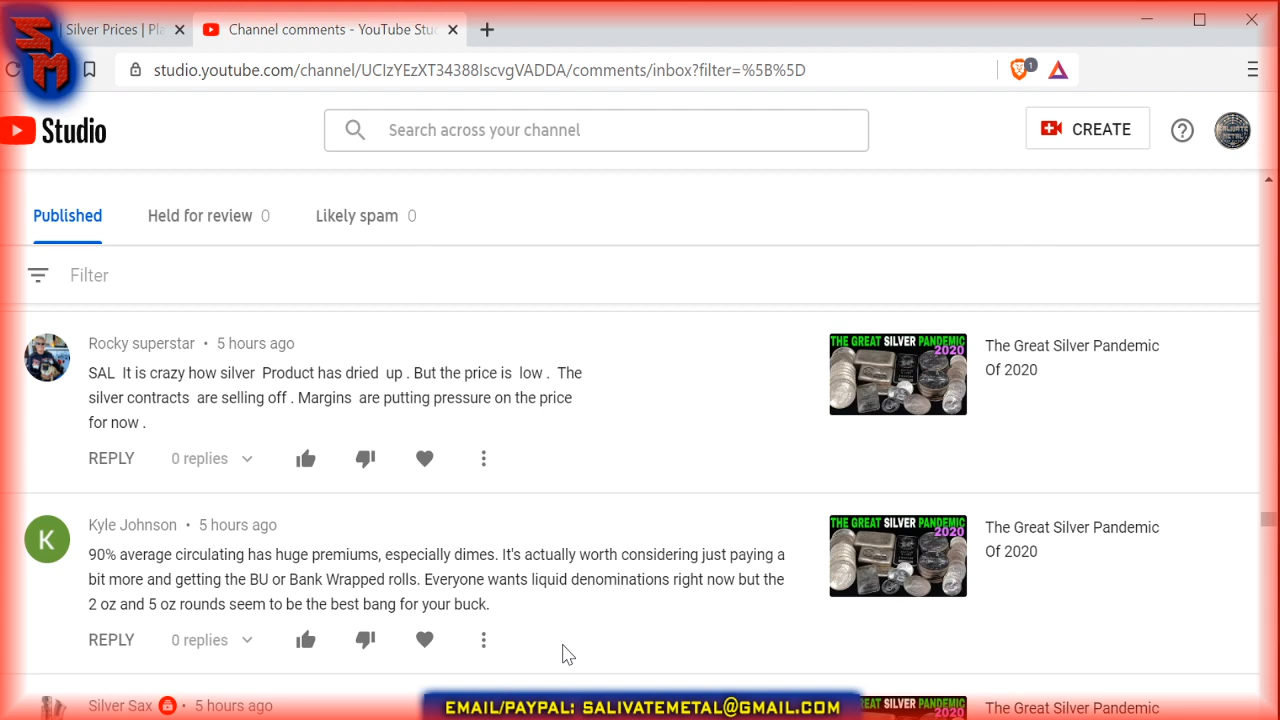 SM
Silver Prices | Pla
Channel comments - YouTube Stu
studio.youtube.com/channel/UCIzYEzXT34388IscvgVADDA/comments/inbox?filter=%5B%5D
1
Studio
Search across your channel
CREATE
Published
Held for review 0
Likely spam 0
Filter
Rocky superstar • 5 hours ago
SAL It is crazy how silver Product has dried up . But the price is low . The
silver contracts are selling off . Margins are putting pressure on the price
for now .
REPLY
0 replies
THE GREAT SILVER PANDEMIC
2020
The Great Silver Pandemic
Of 2020
K
Kyle Johnson • 5 hours ago
90% average circulating has huge premiums, especially dimes. It's actually worth considering just paying a
bit more and getting the BU or Bank Wrapped rolls. Everyone wants liquid denominations right now but the
2 oz and 5 oz rounds seem to be the best bang for your buck.
REPLY
0 replies
THE GREAT SILVER PANDEMIC
2020
The Great Silver Pandemic
Of 2020
Silver Sax • 5 hours ago
THE GREAT SILVER PANDEMIC
The Great Silver Pandemic
EMAIL/PAYPAL: SALIVATEMETAL@GMAIL.COM